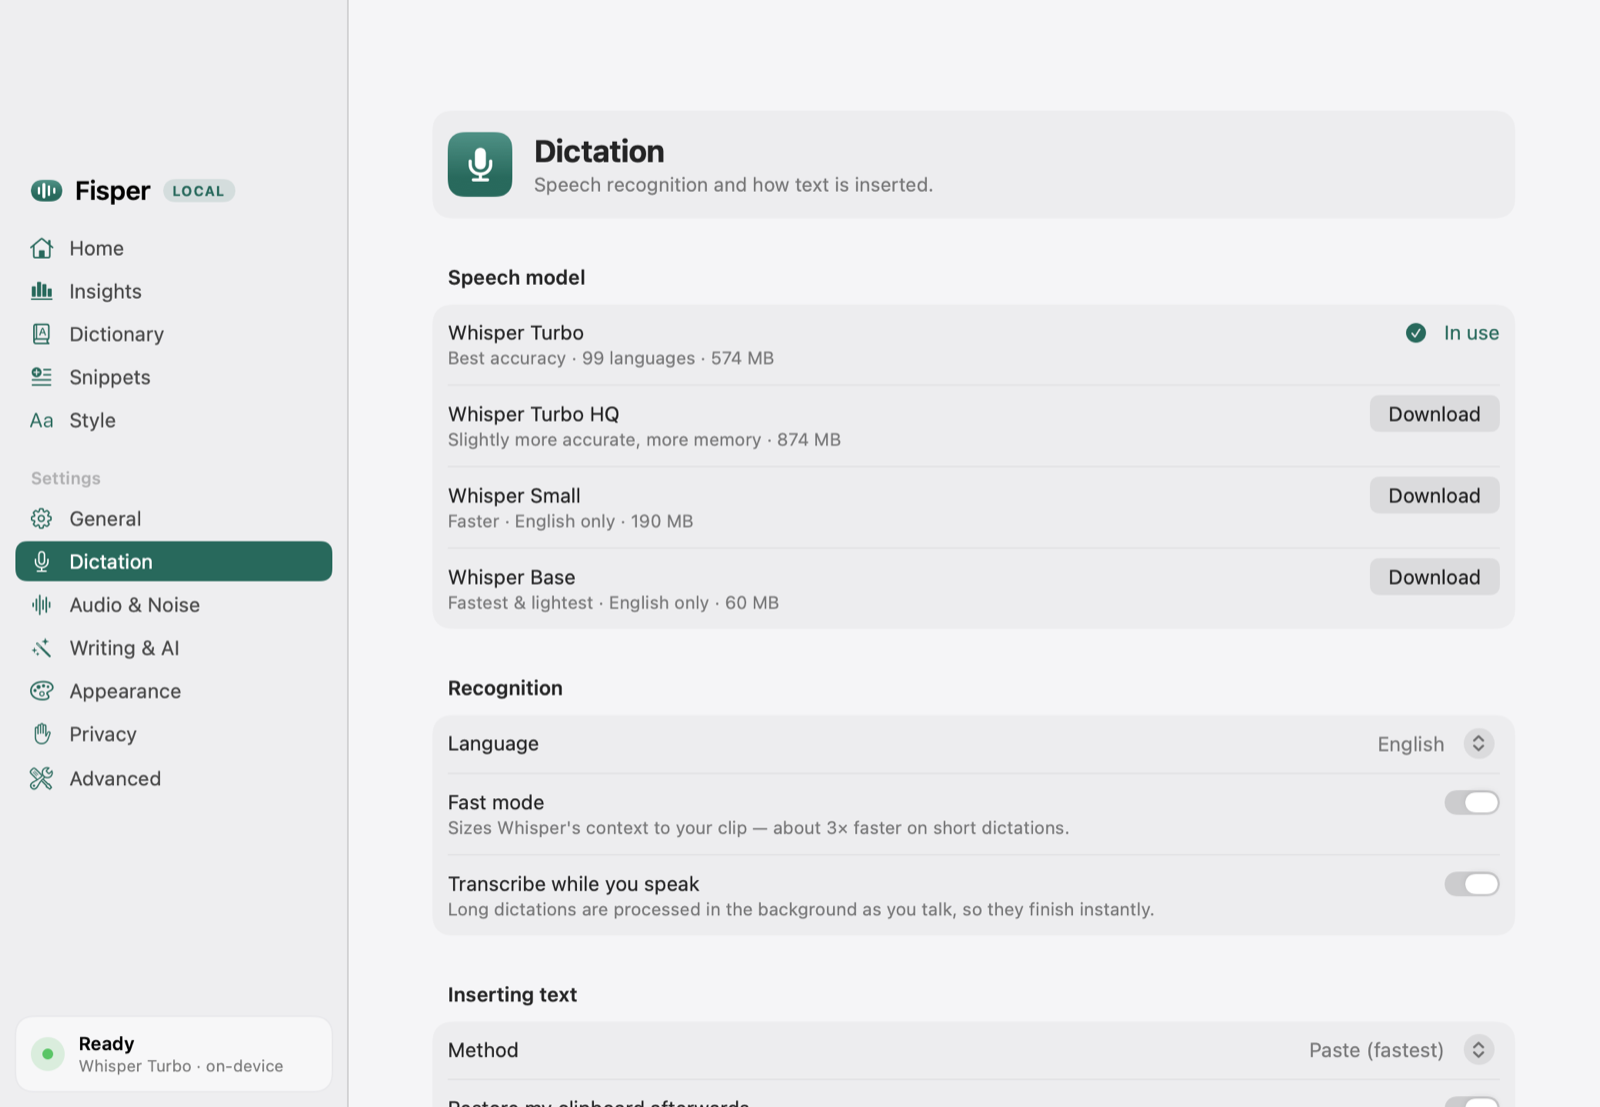 Fisper LOCAL
Home
Insights
Dictionary
Snippets
Aa Style
Settings
General
Dictation
Audio & Noise
Writing & AI
Appearance
Privacy
Advanced
Ready
Whisper Turbo · on-device
Dictation
Speech recognition and how text is inserted.
Speech model
Whisper Turbo In use
Best accuracy · 99 languages · 574 MB
Whisper Turbo HQ Download
Slightly more accurate, more memory · 874 MB
Whisper Small Download
Faster · English only · 190 MB
Whisper Base Download
Fastest & lightest · English only · 60 MB
Recognition
Language English
Fast mode
Sizes Whisper's context to your clip — about 3× faster on short dictations.
Transcribe while you speak
Long dictations are processed in the background as you talk, so they finish instantly.
Inserting text
Method Paste (fastest)
Restore my clipboard afterwards